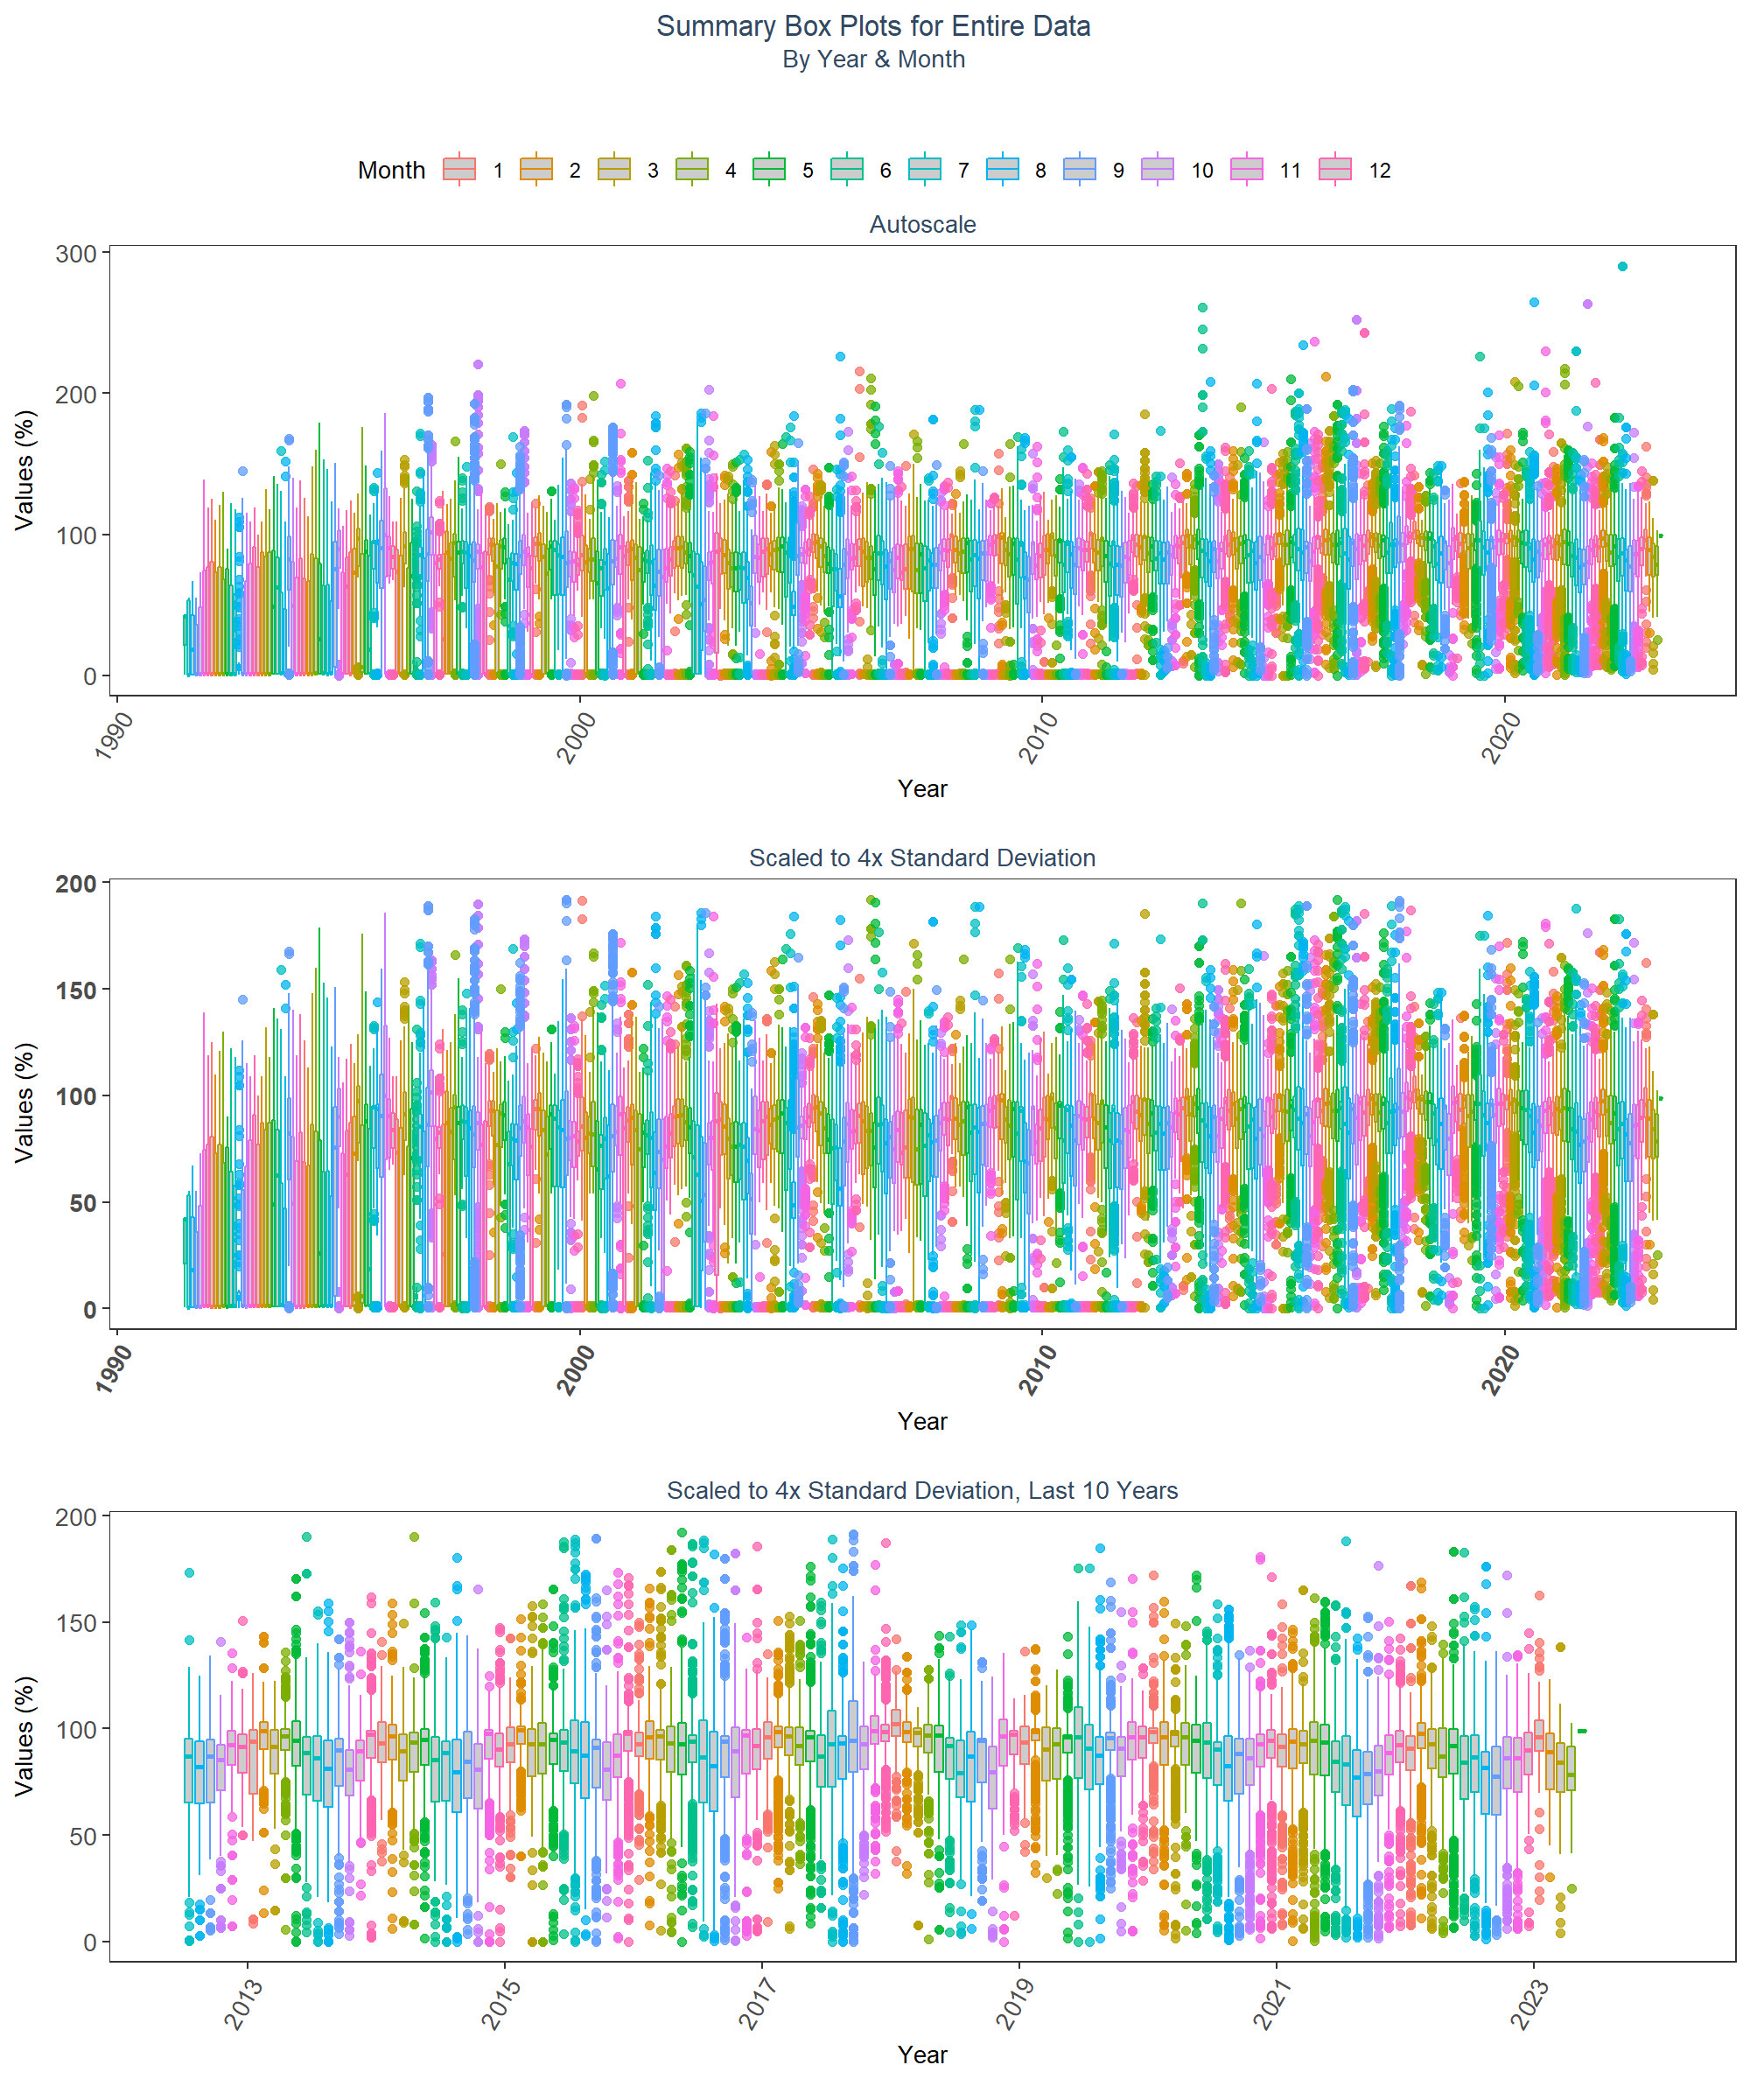 Summary Box Plots for Entire Data
By Year & Month
Month 1 2 3 4 5 6 7 8 9 10 11 12
Autoscale
Values (%)
300
200
100
0
1990 2000 2010 2020
Year
Scaled to 4x Standard Deviation
Values (%)
200
150
100
50
0
1990 2000 2010 2020
Year
Scaled to 4x Standard Deviation, Last 10 Years
Values (%)
200
150
100
50
0
2013 2015 2017 2019 2021 2023
Year